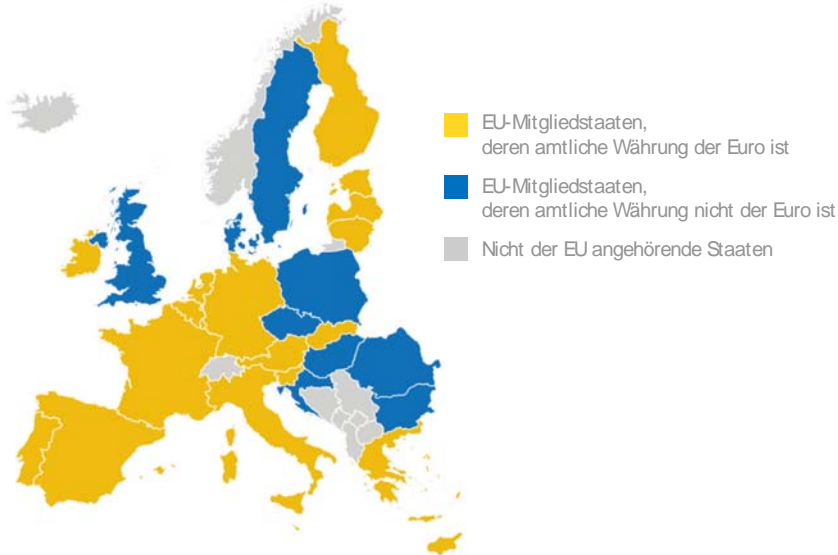 EU-Mitgliedstaaten,
deren amtliche Währung der Euro ist
EU-Mitgliedstaaten,
deren amtliche Währung nicht der Euro ist
Nicht der EU angehörende Staaten